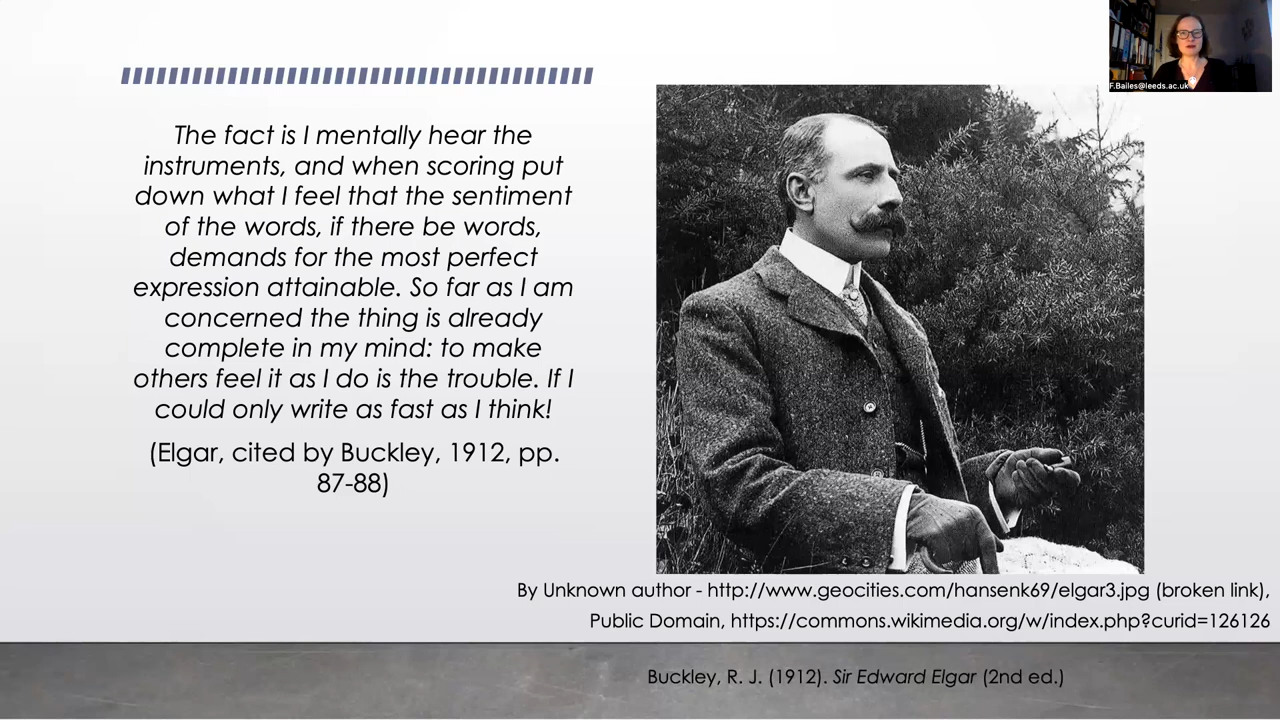 F.Bailes@leeds.ac.uk
The fact is I mentally hear the
instruments, and when scoring put
down what I feel that the sentiment
of the words, if there be words,
demands for the most perfect
expression attainable. So far as I am
concerned the thing is already
complete in my mind: to make
others feel it as I do is the trouble. If I
could only write as fast as I think!
(Elgar, cited by Buckley, 1912, pp.
87-88)
By Unknown author - http://www.geocities.com/hansenk69/elgar3.jpg (broken link),
Public Domain, https://commons.wikimedia.org/w/index.php?curid=126126
Buckley, R. J. (1912). Sir Edward Elgar (2nd ed.)